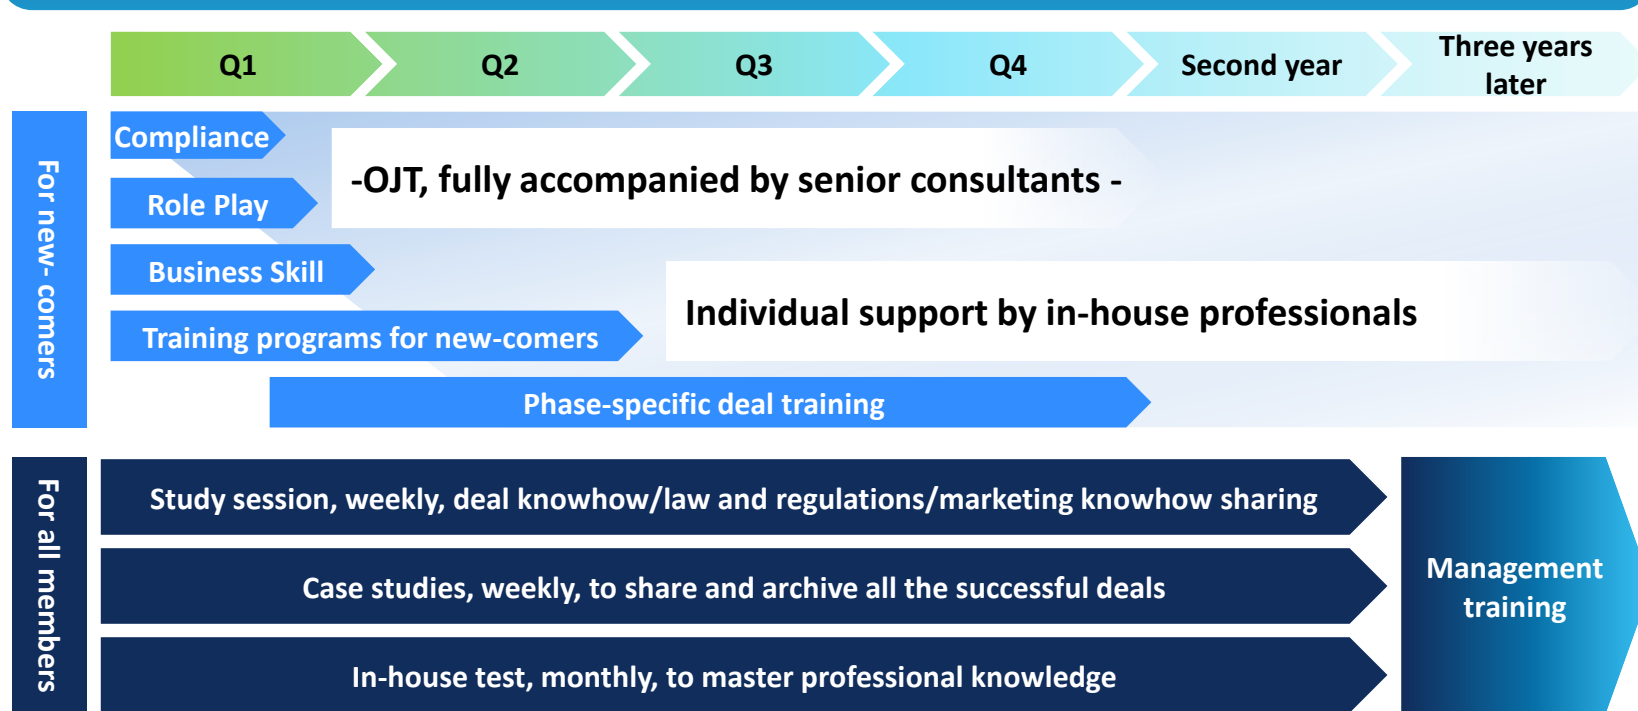 Q1
Q2
Q3
Q4
Second year
Three years
later
For new- comers
Compliance
Role Play
Business Skill
Training programs for new-comers
-OJT, fully accompanied by senior consultants -
Individual support by in-house professionals
Phase-specific deal training
For all members
Study session, weekly, deal knowhow/law and regulations/marketing knowhow sharing
Case studies, weekly, to share and archive all the successful deals
In-house test, monthly, to master professional knowledge
Management
training